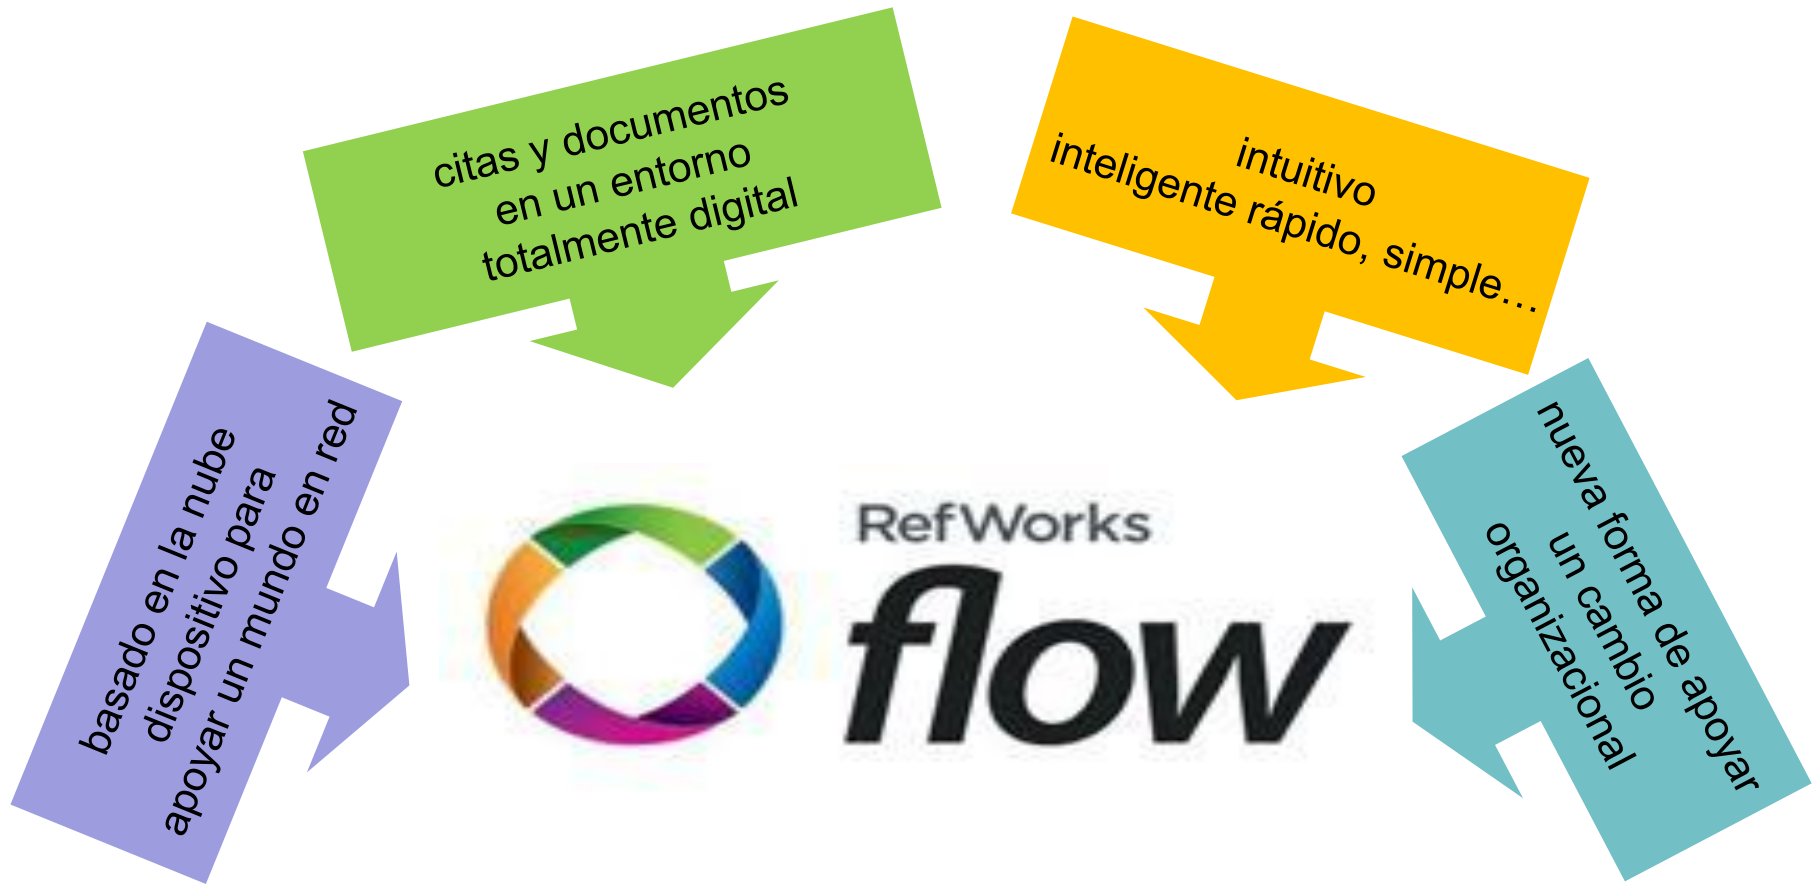 citas y documentos
en un entorno
totalmente digital
intuitivo
inteligente rápido, simple…
basado en la nube
dispositivo para
apoyar un mundo en red
nueva forma de apoyar
un cambio
organizacional
RefWorks
flow